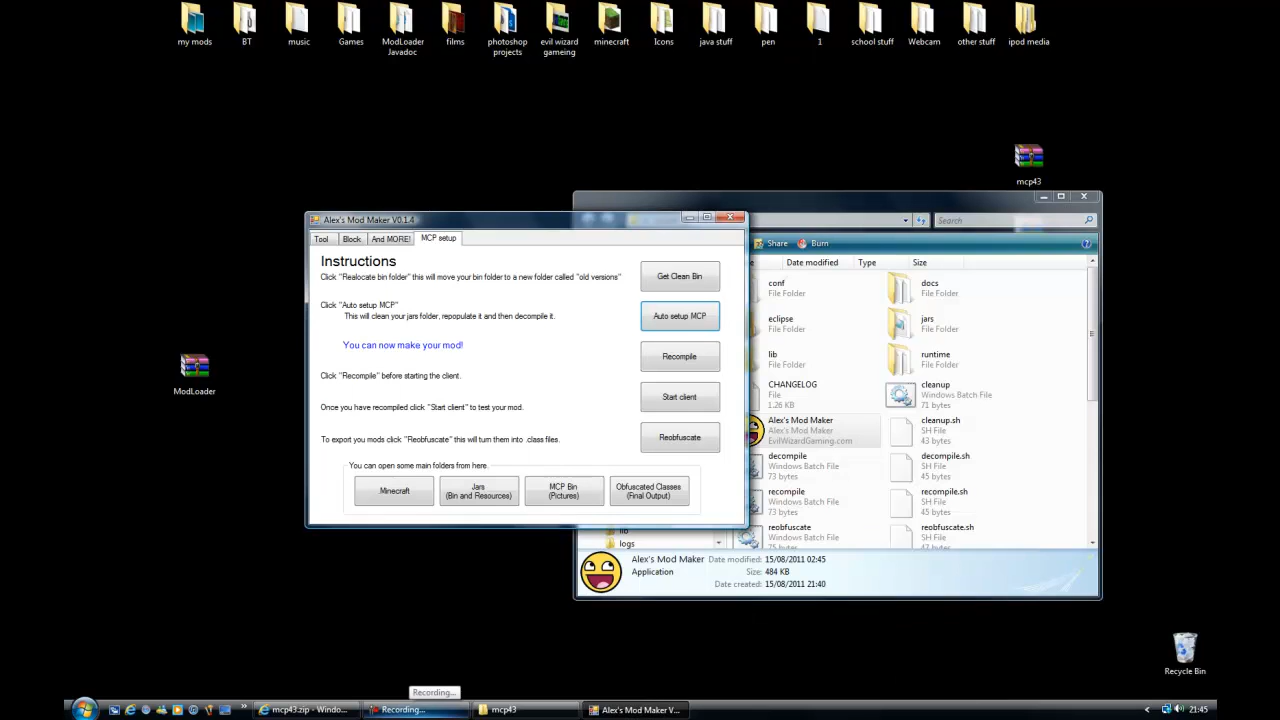 my mods
BT
music
Games
ModLoader
Javadoc
films
photoshop
projects
evil wizard
gameing
minecraft
Icons
java stuff
pen
1
school stuff
Webcam
other stuff
ipod media
mcp43
ModLoader
Recycle Bin
Alex's Mod Maker V0.1.4
Tool
Block
And MORE!
MCP setup
Instructions
Click "Realocate bin folder" this will move your bin folder to a new folder called "old versions"
Get Clean Bin
Click "Auto setup MCP"
This will clean your jars folder, repopulate it and then decompile it.
Auto setup MCP
You can now make your mod!
Recompile
Click "Recompile" before starting the client.
Start client
Once you have recompiled click "Start client" to test your mod.
To export you mods click "Reobfuscate" this will turn them into .class files.
Reobfuscate
You can open some main folders from here.
Minecraft
Jars
(Bin and Resources)
MCP Bin
(Pictures)
Obfuscated Classes
(Final Output)
Search
Share
Burn
Date modified
Type
Size
conf
File Folder
docs
File Folder
eclipse
File Folder
jars
File Folder
lib
File Folder
runtime
File Folder
CHANGELOG
File
1.26 KB
cleanup
Windows Batch File
71 bytes
Alex's Mod Maker
Alex's Mod Maker
EvilWizardGaming.com
cleanup.sh
SH File
43 bytes
decompile
Windows Batch File
73 bytes
decompile.sh
SH File
45 bytes
recompile
Windows Batch File
73 bytes
recompile.sh
SH File
45 bytes
reobfuscate
Windows Batch File
75 bytes
reobfuscate.sh
SH File
47 bytes
lib
logs
Alex's Mod Maker
Application
Date modified: 15/08/2011 02:45
Size: 484 KB
Date created: 15/08/2011 21:40
Recording...
mcp43.zip - Windo...
Recording...
mcp43
Alex's Mod Maker V...
21:45